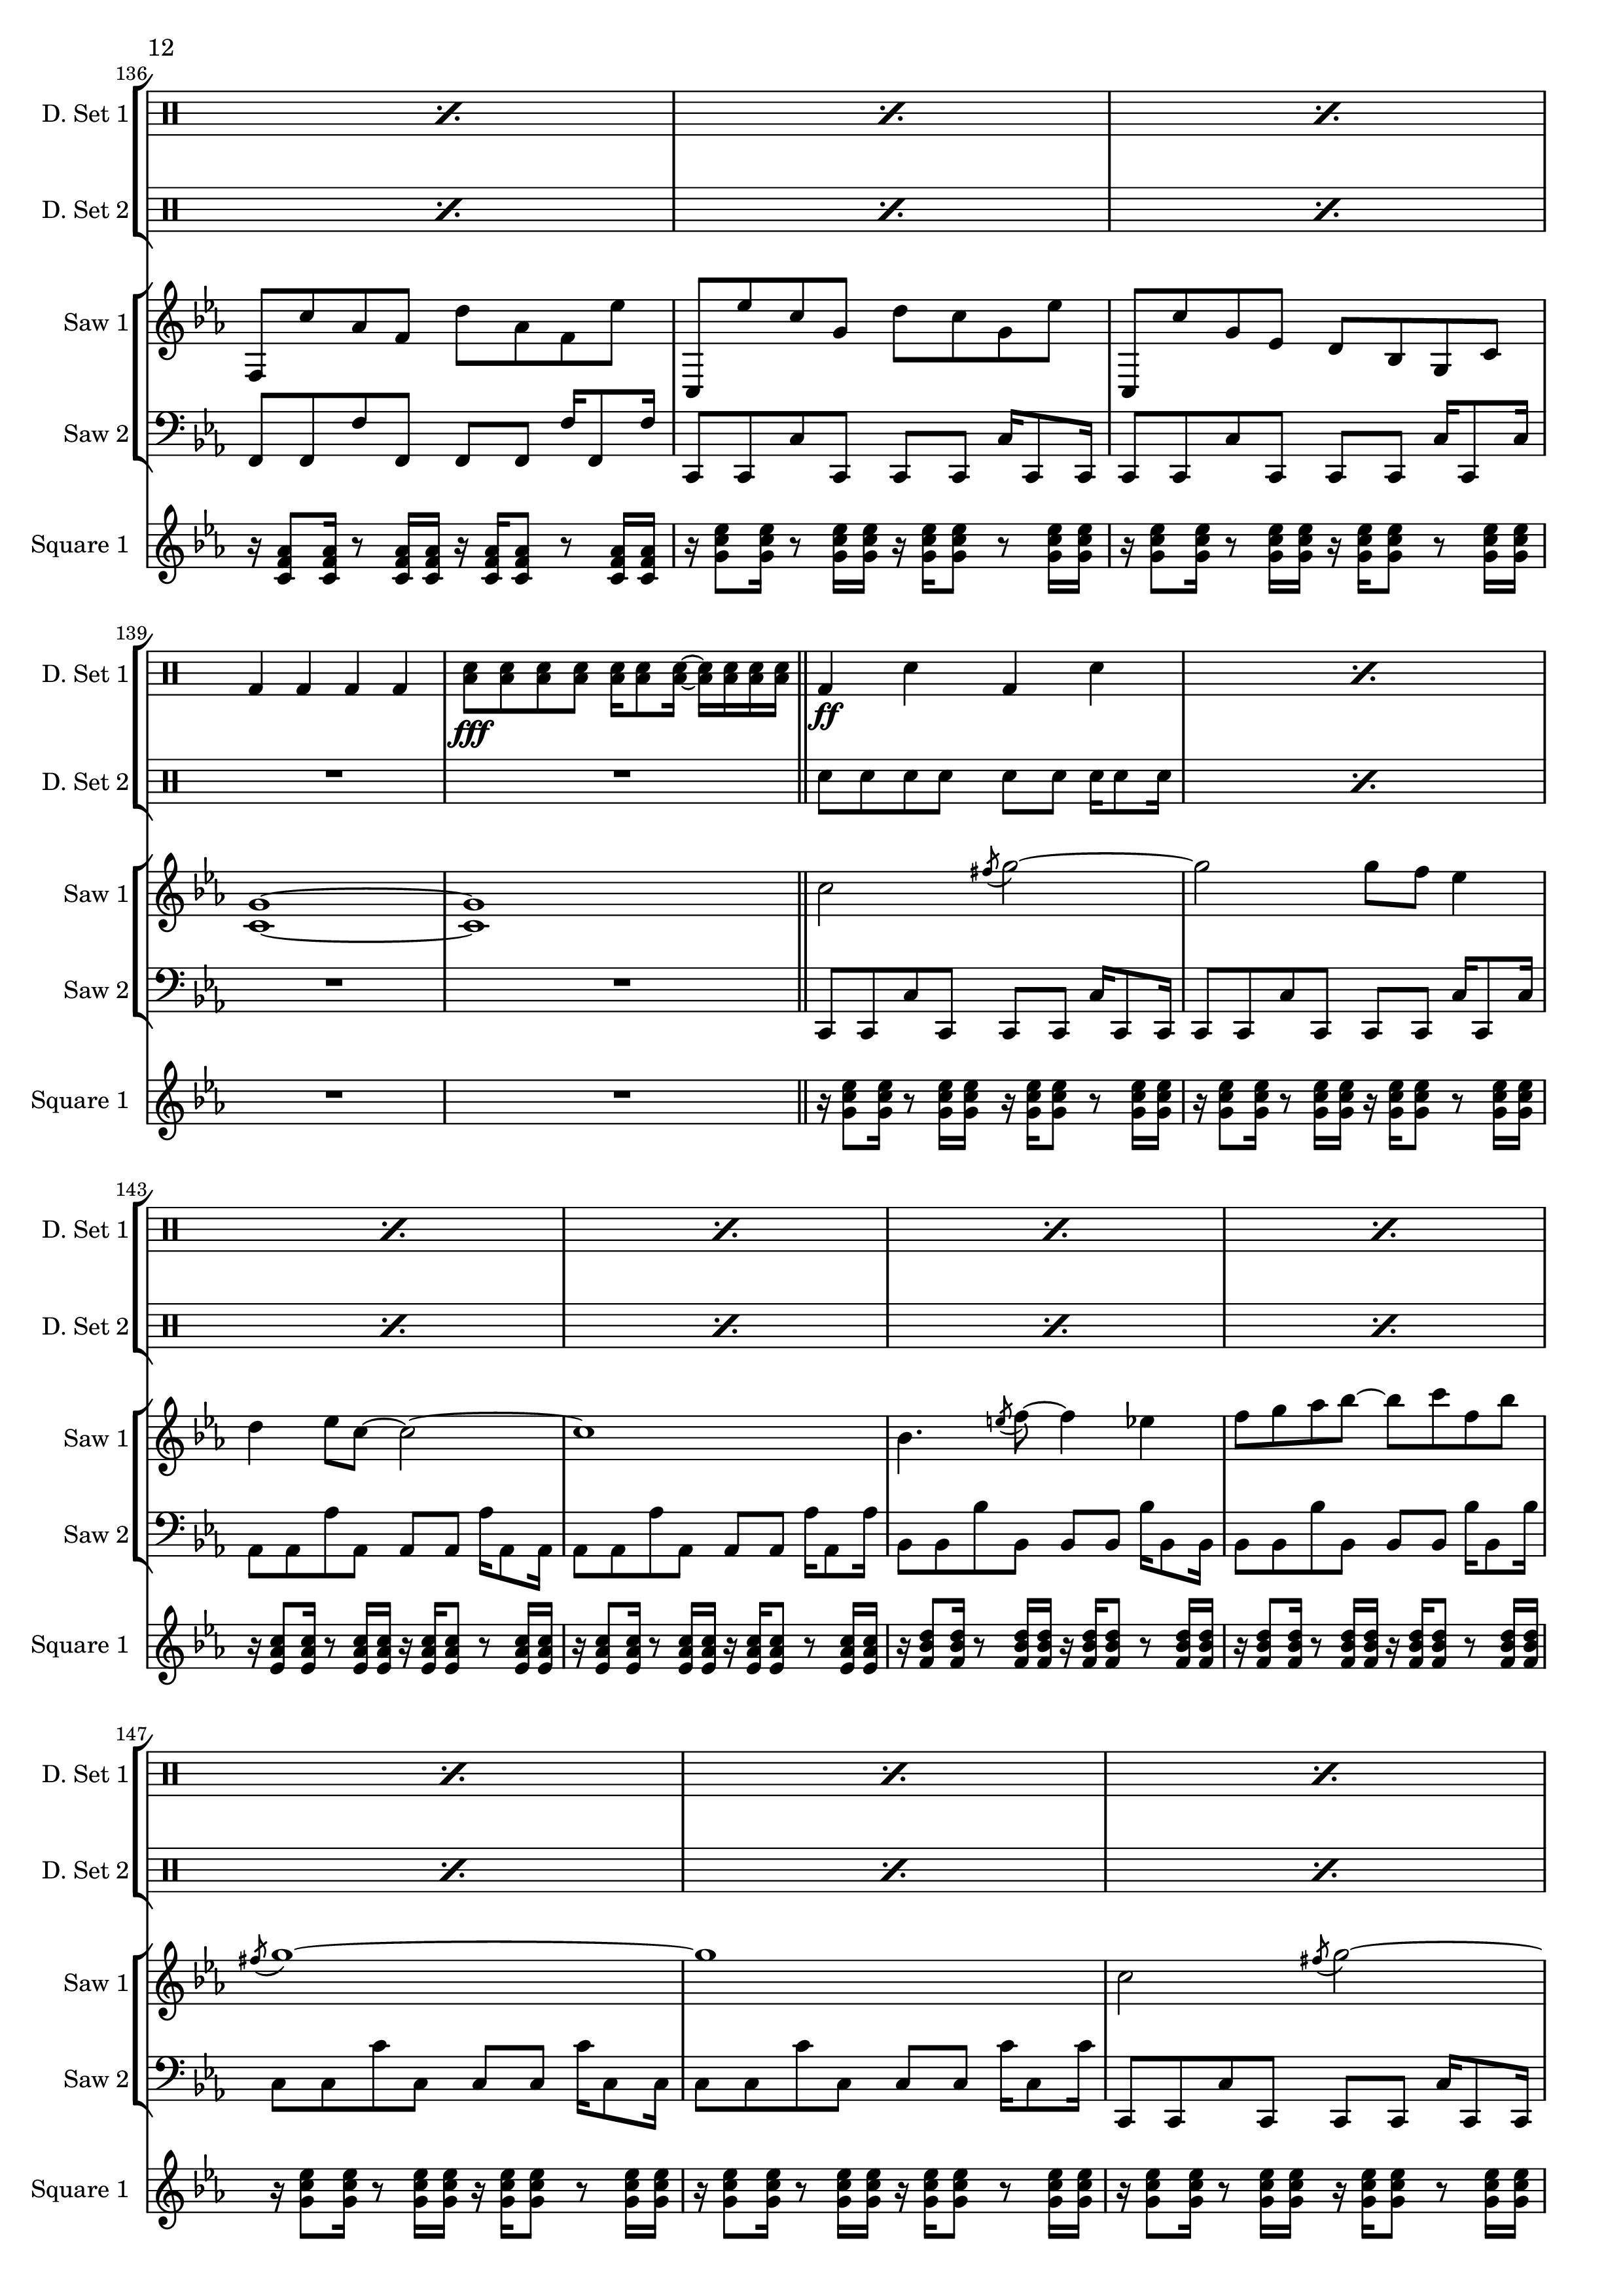 12
136
D. Set 1
D. Set 2
Saw 1
Saw 2
Square 1
139
D. Set 1
fff
ff
D. Set 2
Saw 1
Saw 2
Square 1
143
D. Set 1
D. Set 2
Saw 1
Saw 2
Square 1
147
D. Set 1
D. Set 2
Saw 1
Saw 2
Square 1